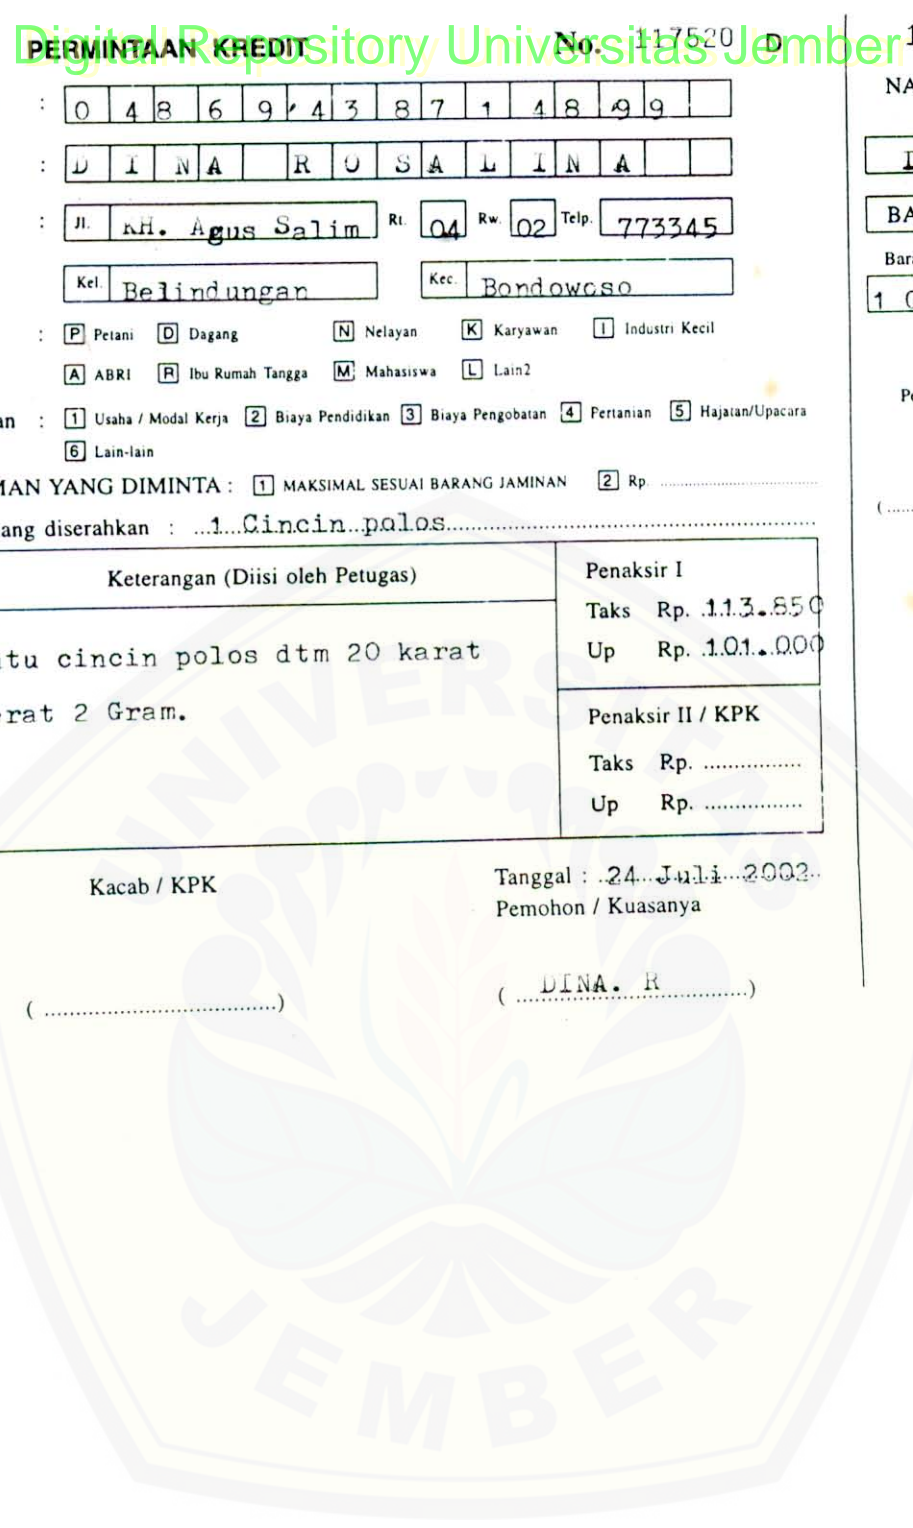 Digital Repository Universitas Jember
PERMINTAAN KREDIT No. 117520 D
: 0 4 8 6 9 4 3 8 7 1 4 8 9 9
: D I N A R O S A L I N A
: Jl. KH. Agus Salim Rt. 04 Rw. 02 Telp. 773345
Kel. Belindungan Kec. Bondowoso
: P Petani D Dagang N Nelayan K Karyawan I Industri Kecil
A ABRI R Ibu Rumah Tangga M Mahasiswa L Lain2
an : 1 Usaha / Modal Kerja 2 Biaya Pendidikan 3 Biaya Pengobatan 4 Pertanian 5 Hajatan/Upacara
6 Lain-lain
MAN YANG DIMINTA : 1 MAKSIMAL SESUAI BARANG JAMINAN 2 Rp. ....................
ang diserahkan : ...1...Cincin..polos....................
Keterangan (Diisi oleh Petugas)
Penaksir I
Taks Rp. 113.850
Up Rp. 101.000
tu cincin polos dtm 20 karat
rat 2 Gram.
Penaksir II / KPK
Taks Rp. ................
Up Rp. ................
Kacab / KPK
Tanggal : 24 Juli 2002
Pemohon / Kuasanya
( .....................................)
( DINA. R )
NA
BA
Bar
1
UNIVERSITAS
JEMBER